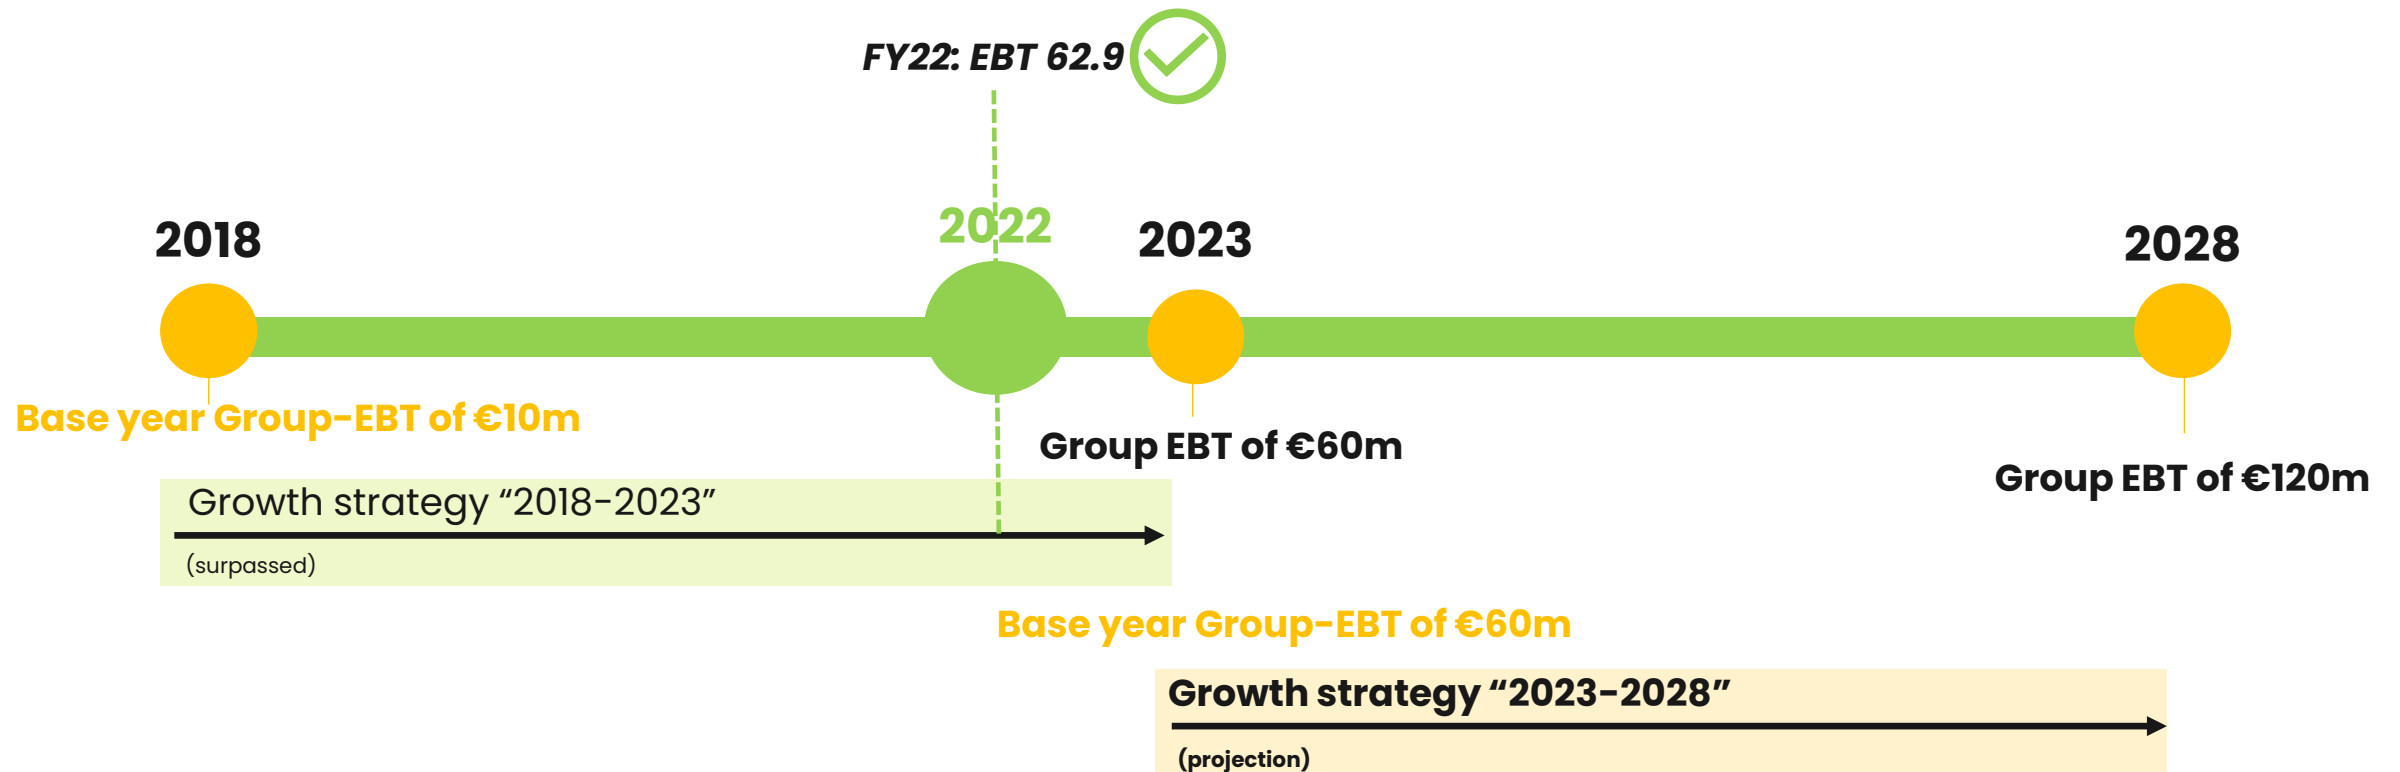 FY22: EBT 62.9
2018
2022
2023
2028
Base year Group-EBT of €10m
Group EBT of €60m
Group EBT of €120m
Growth strategy “2018-2023”
(surpassed)
Base year Group-EBT of €60m
Growth strategy “2023-2028”
(projection)